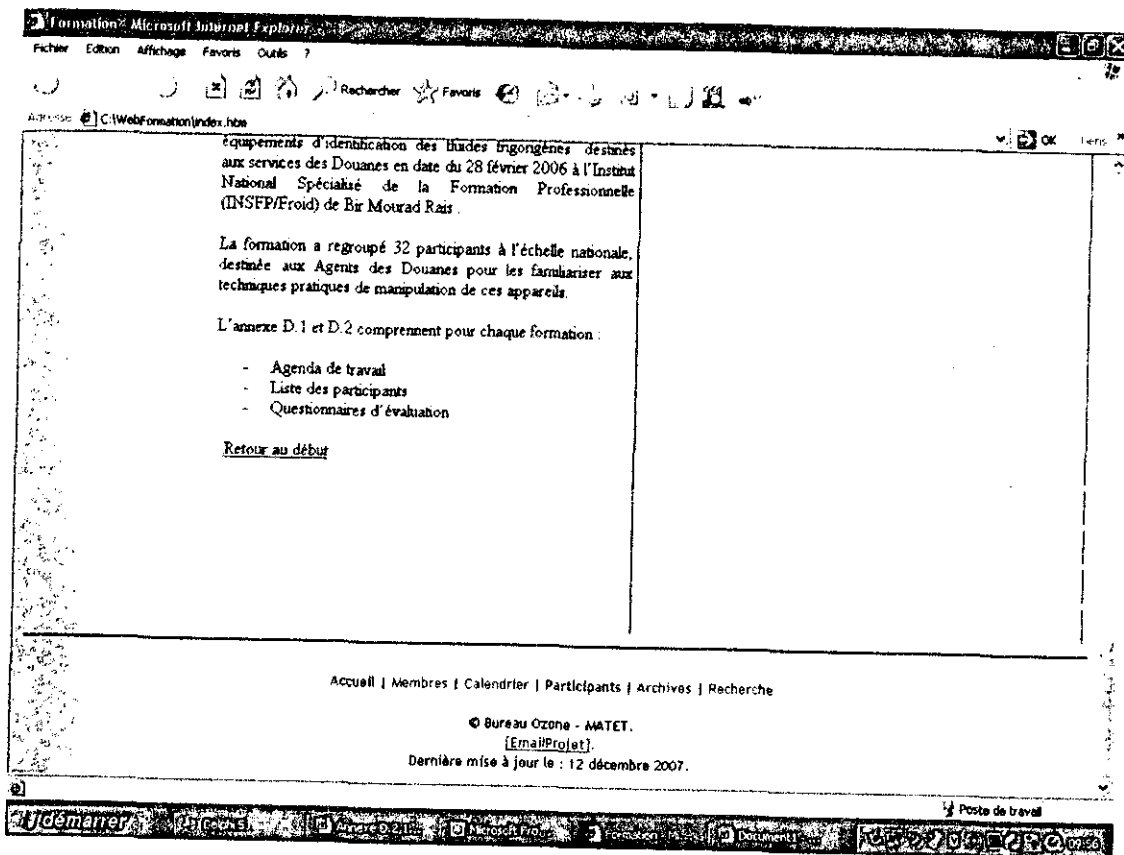 Formation - Microsoft Internet Explorer
Fichier Edition Affichage Favoris Outils ?
Rechercher Favoris
Adresse C:\WebFormation\index.htm OK Liens
équipements d'identification des fluides frigorigènes destinés
aux services des Douanes en date du 28 février 2006 à l'Institut
National Spécialisé de la Formation Professionnelle
(INSFP/Froid) de Bir Mourad Rais .
La formation a regroupé 32 participants à l'échelle nationale,
destinée aux Agents des Douanes pour les familiariser aux
techniques pratiques de manipulation de ces appareils.
L'annexe D.1 et D.2 comprennent pour chaque formation :
- Agenda de travail
- Liste des participants
- Questionnaires d'évaluation
Retour au début
Accueil | Membres | Calendrier | Participants | Archives | Recherche
© Bureau Ozone - MATET.
[EmailProjet].
Dernière mise à jour le : 12 décembre 2007.
Poste de travail
démarrer Annexe D.2.1... Microsoft Fro... Formation Document1